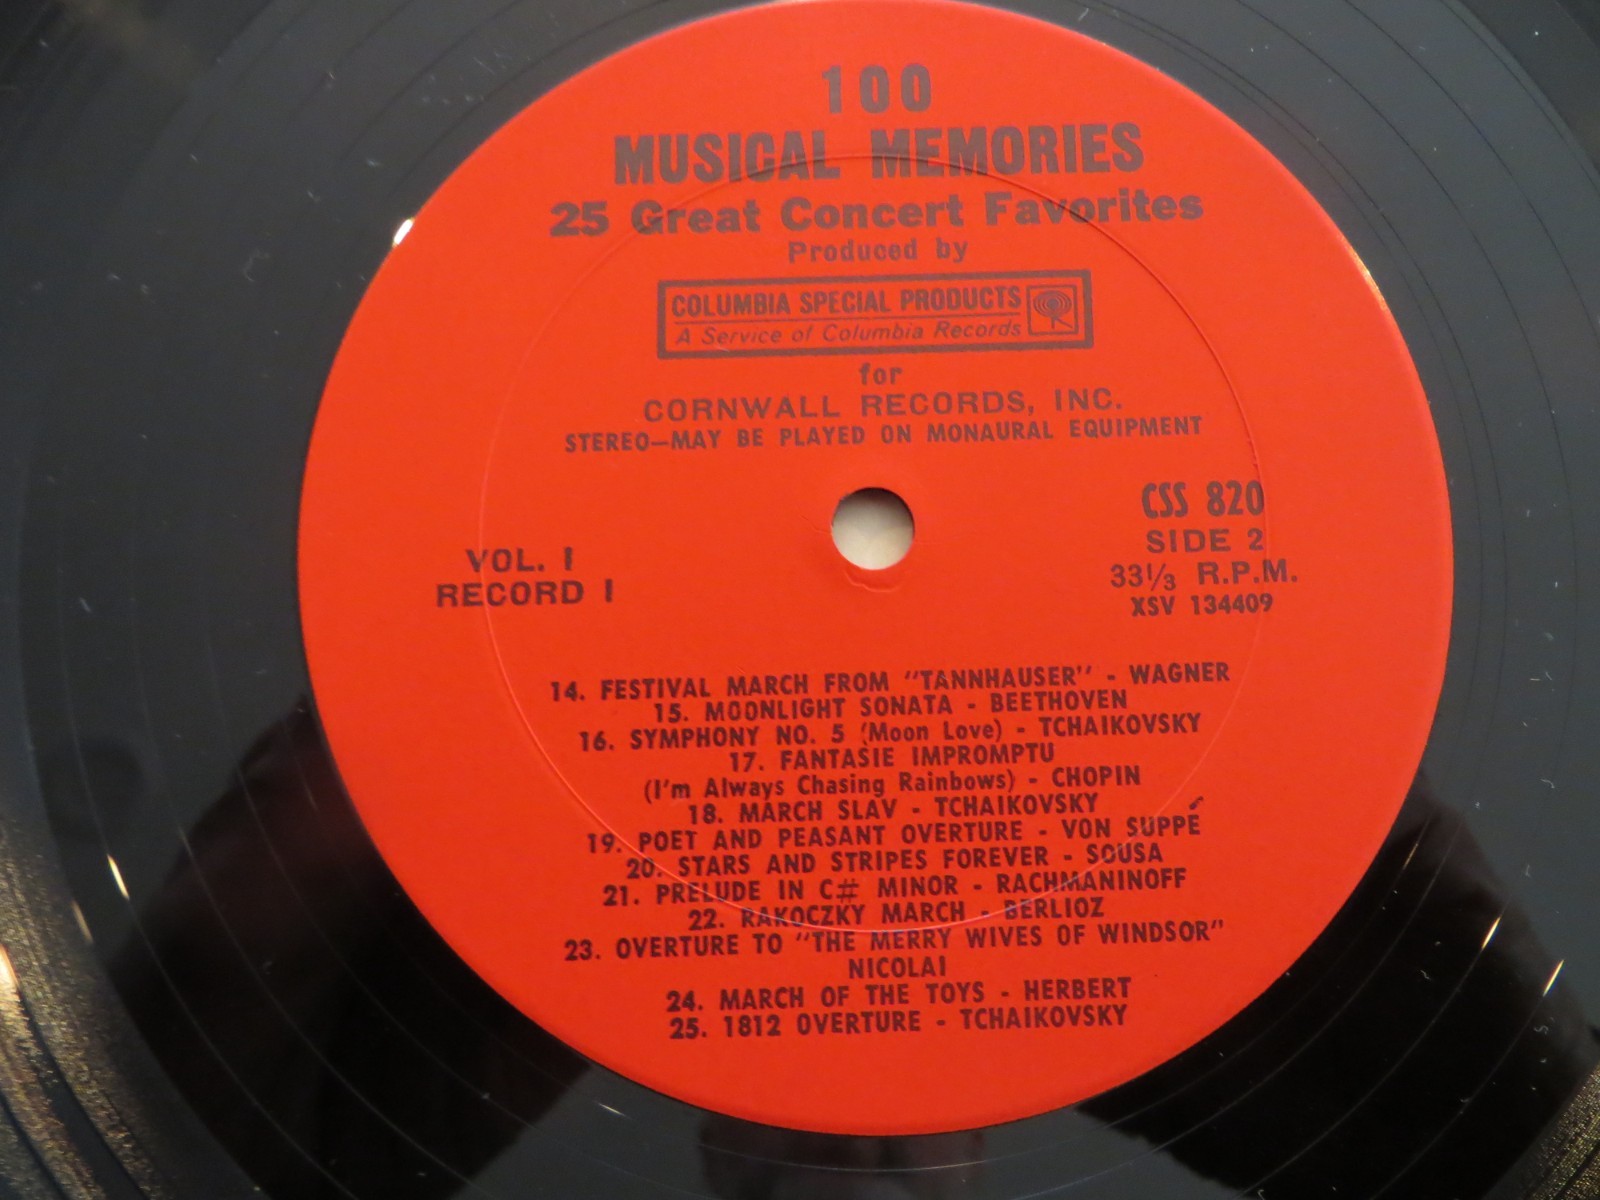 100
MUSICAL MEMORIES
25 Great Concert Favorites
Produced by
COLUMBIA SPECIAL PRODUCTS
A Service of Columbia Records
for
CORNWALL RECORDS, INC.
STEREO—MAY BE PLAYED ON MONAURAL EQUIPMENT
CSS 820
SIDE 2
33⅓ R.P.M.
XSV 134409
VOL. I
RECORD I
14. FESTIVAL MARCH FROM "TANNHAUSER" - WAGNER
15. MOONLIGHT SONATA - BEETHOVEN
16. SYMPHONY NO. 5 (Moon Love) - TCHAIKOVSKY
17. FANTASIE IMPROMPTU
(I'm Always Chasing Rainbows) - CHOPIN
18. MARCH SLAV - TCHAIKOVSKY
19. POET AND PEASANT OVERTURE - VON SUPPÉ
20. STARS AND STRIPES FOREVER - SOUSA
21. PRELUDE IN C# MINOR - RACHMANINOFF
22. RAKOCZKY MARCH - BERLIOZ
23. OVERTURE TO "THE MERRY WIVES OF WINDSOR"
NICOLAI
24. MARCH OF THE TOYS - HERBERT
25. 1812 OVERTURE - TCHAIKOVSKY